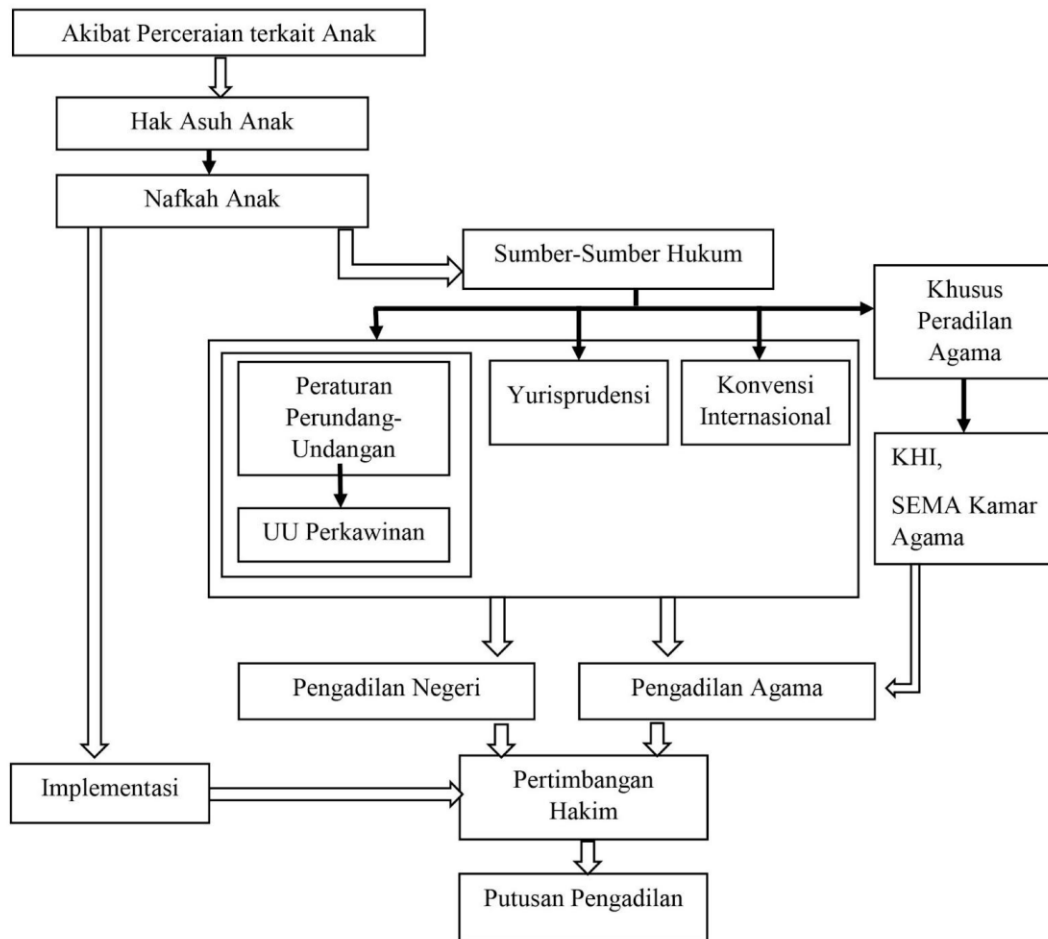 Akibat Perceraian terkait Anak
Hak Asuh Anak
Nafkah Anak
Sumber-Sumber Hukum
Khusus
Peradilan
Agama
Peraturan
Perundang-
Undangan
Yurisprudensi
Konvensi
Internasional
UU Perkawinan
KHI,
SEMA Kamar
Agama
Pengadilan Negeri
Pengadilan Agama
Implementasi
Pertimbangan
Hakim
Putusan Pengadilan